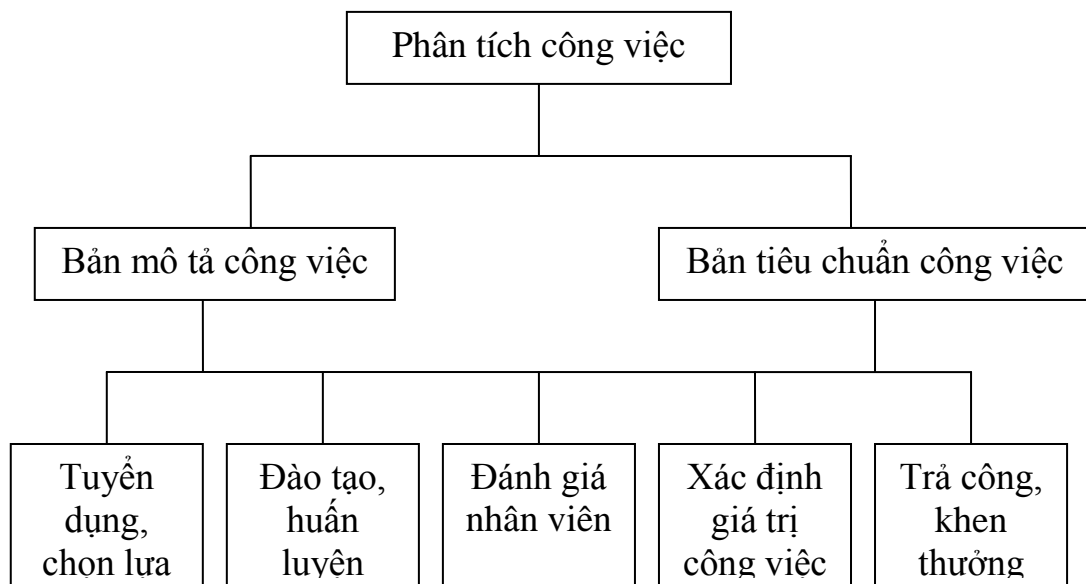 Phân tích công việc
Bản mô tả công việc
Bản tiêu chuẩn công việc
Tuyển
dụng,
chọn lựa
Đào tạo,
huấn
luyện
Đánh giá
nhân viên
Xác định
giá trị
công việc
Trả công,
khen
thưởng